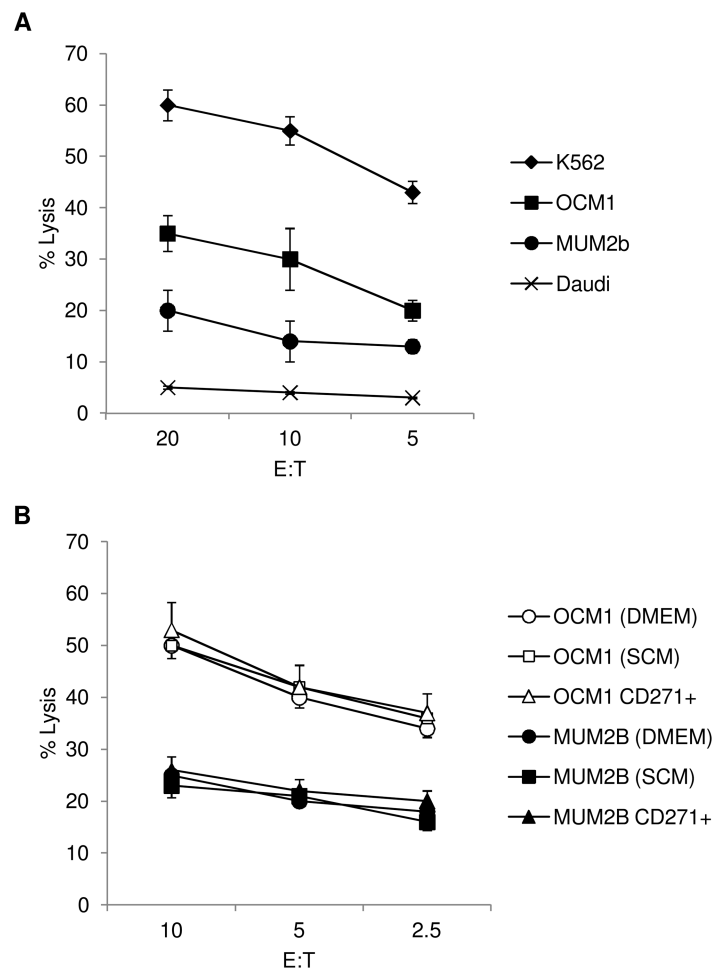 A
70
60
50
40
30
20
10
0
% Lysis
20 10 5
E:T
K562
OCM1
MUM2b
Daudi
B
70
60
50
40
30
20
10
0
% Lysis
10 5 2.5
E:T
OCM1 (DMEM)
OCM1 (SCM)
OCM1 CD271+
MUM2B (DMEM)
MUM2B (SCM)
MUM2B CD271+